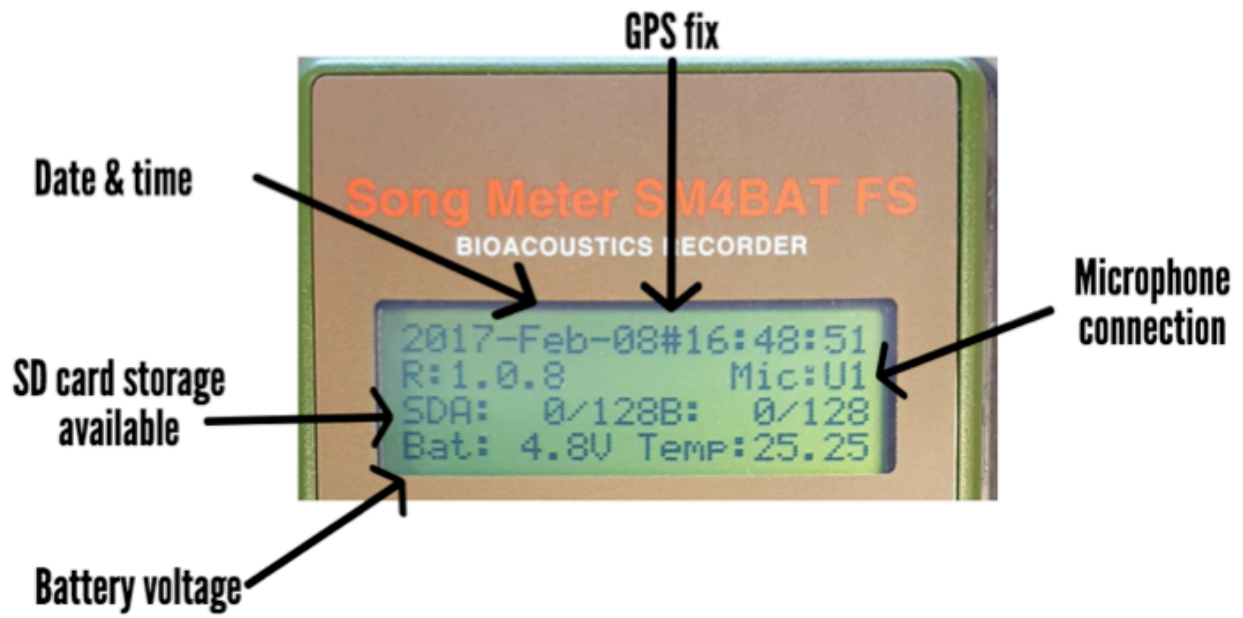 GPS fix
Date & time
Song Meter SM4BAT FS
BIOACOUSTICS RECORDER
Microphone
connection
2017-Feb-08#16:48:51
R:1.0.8 Mic:U1
SD card storage
available
SDA: 0/128B: 0/128
Bat: 4.8V Temp:25.25
Battery voltage